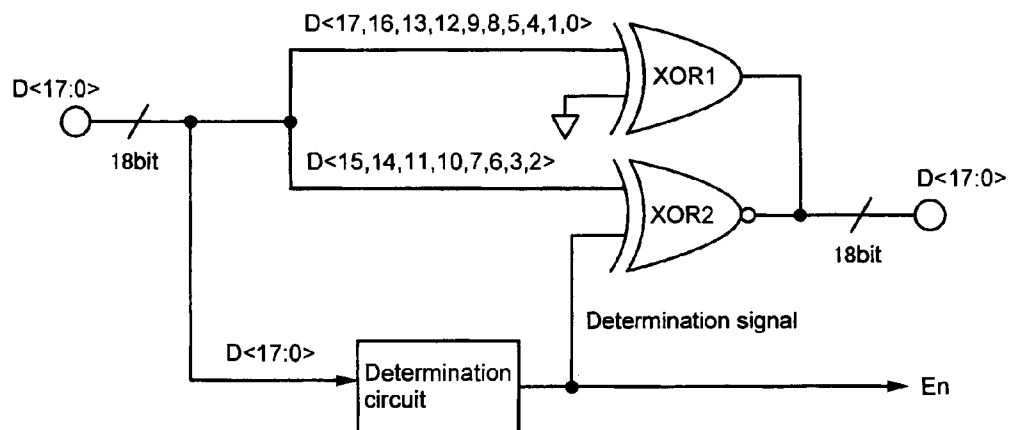 D<17,16,13,12,9,8,5,4,1,0>
XOR1
D<17:0>
18bit
D<15,14,11,10,7,6,3,2>
XOR2
D<17:0>
18bit
Determination signal
D<17:0>
Determination
circuit
En